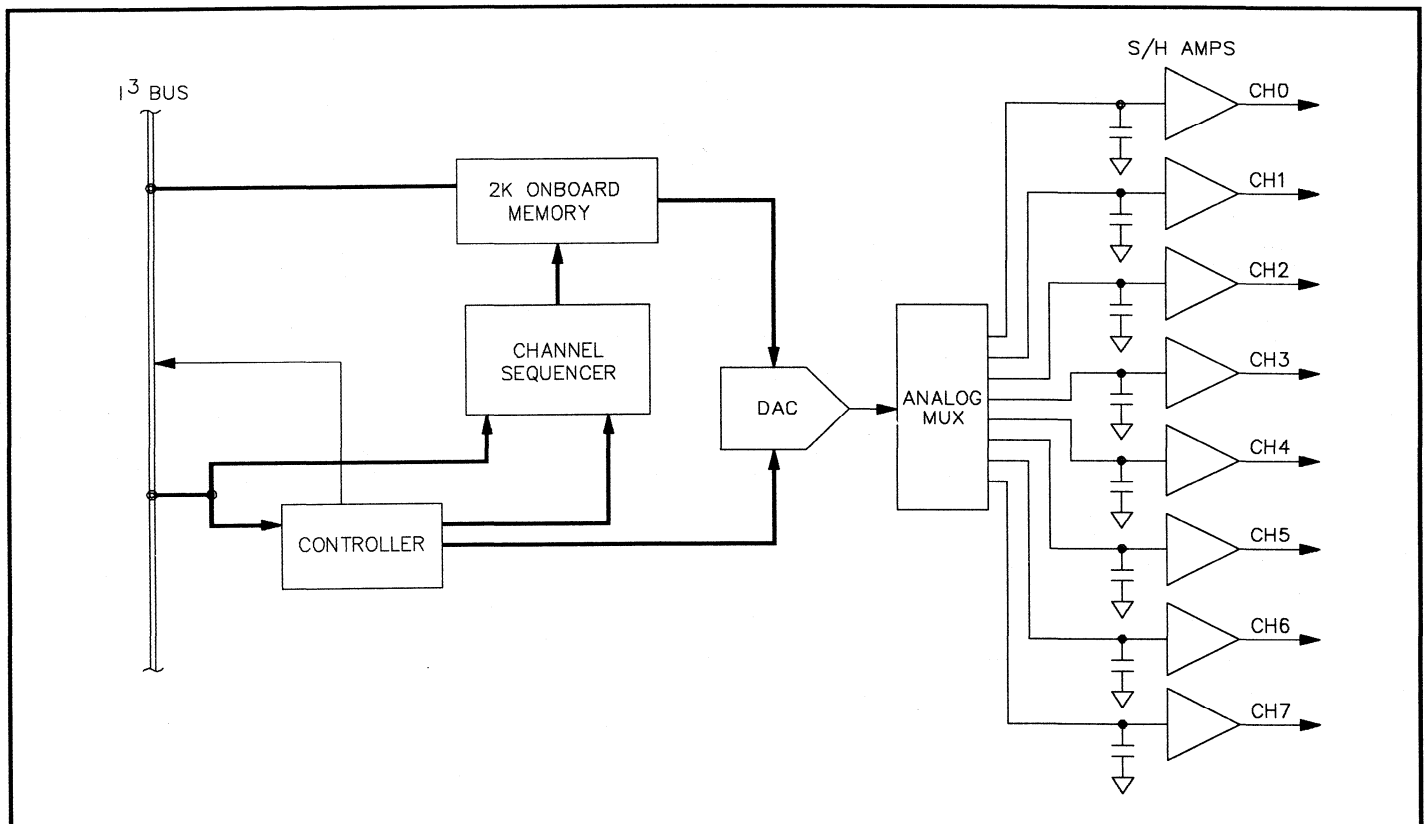 S/H AMPS
I³ BUS
CH0
CH1
2K ONBOARD
MEMORY
CH2
CHANNEL
SEQUENCER
CH3
DAC
ANALOG
MUX
CH4
CONTROLLER
CH5
CH6
CH7